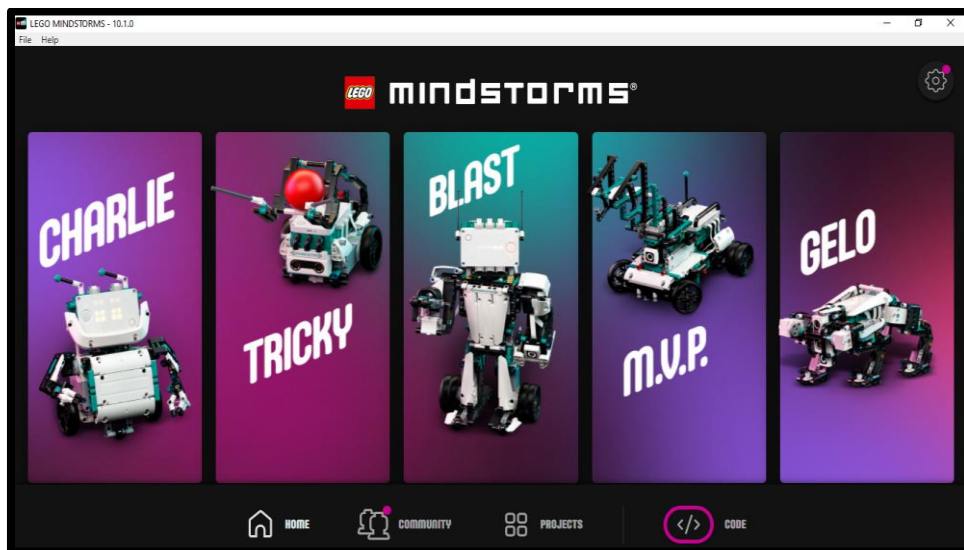 LEGO MINDSTORMS - 10.1.0
File Help
LEGO mindstorms®
CHARLIE
TRICKY
BLAST
M.V.P.
GELO
HOME COMMUNITY PROJECTS </> CODE